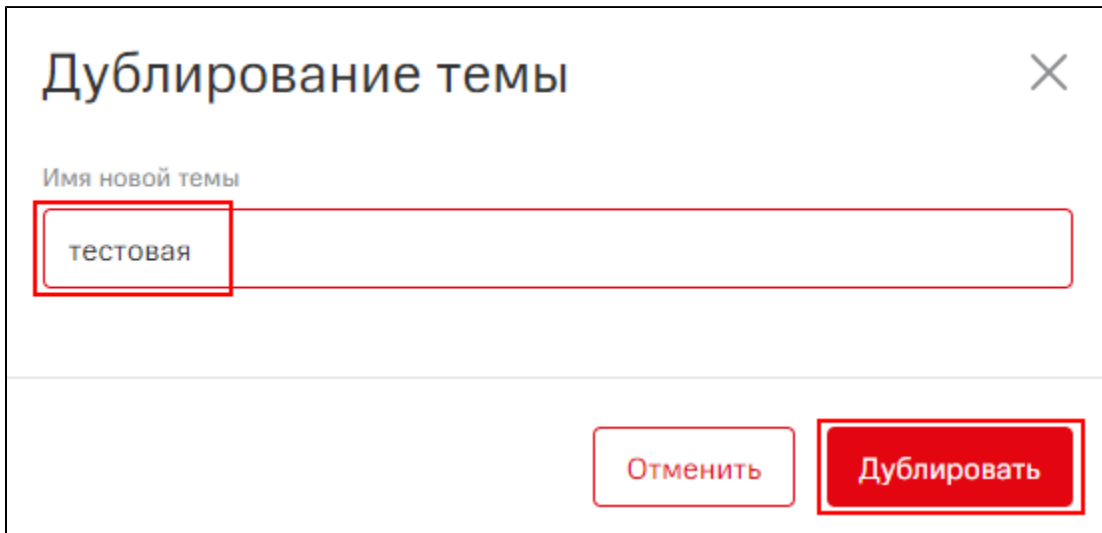 Дублирование темы
Имя новой темы
тестовая
Отменить
Дублировать